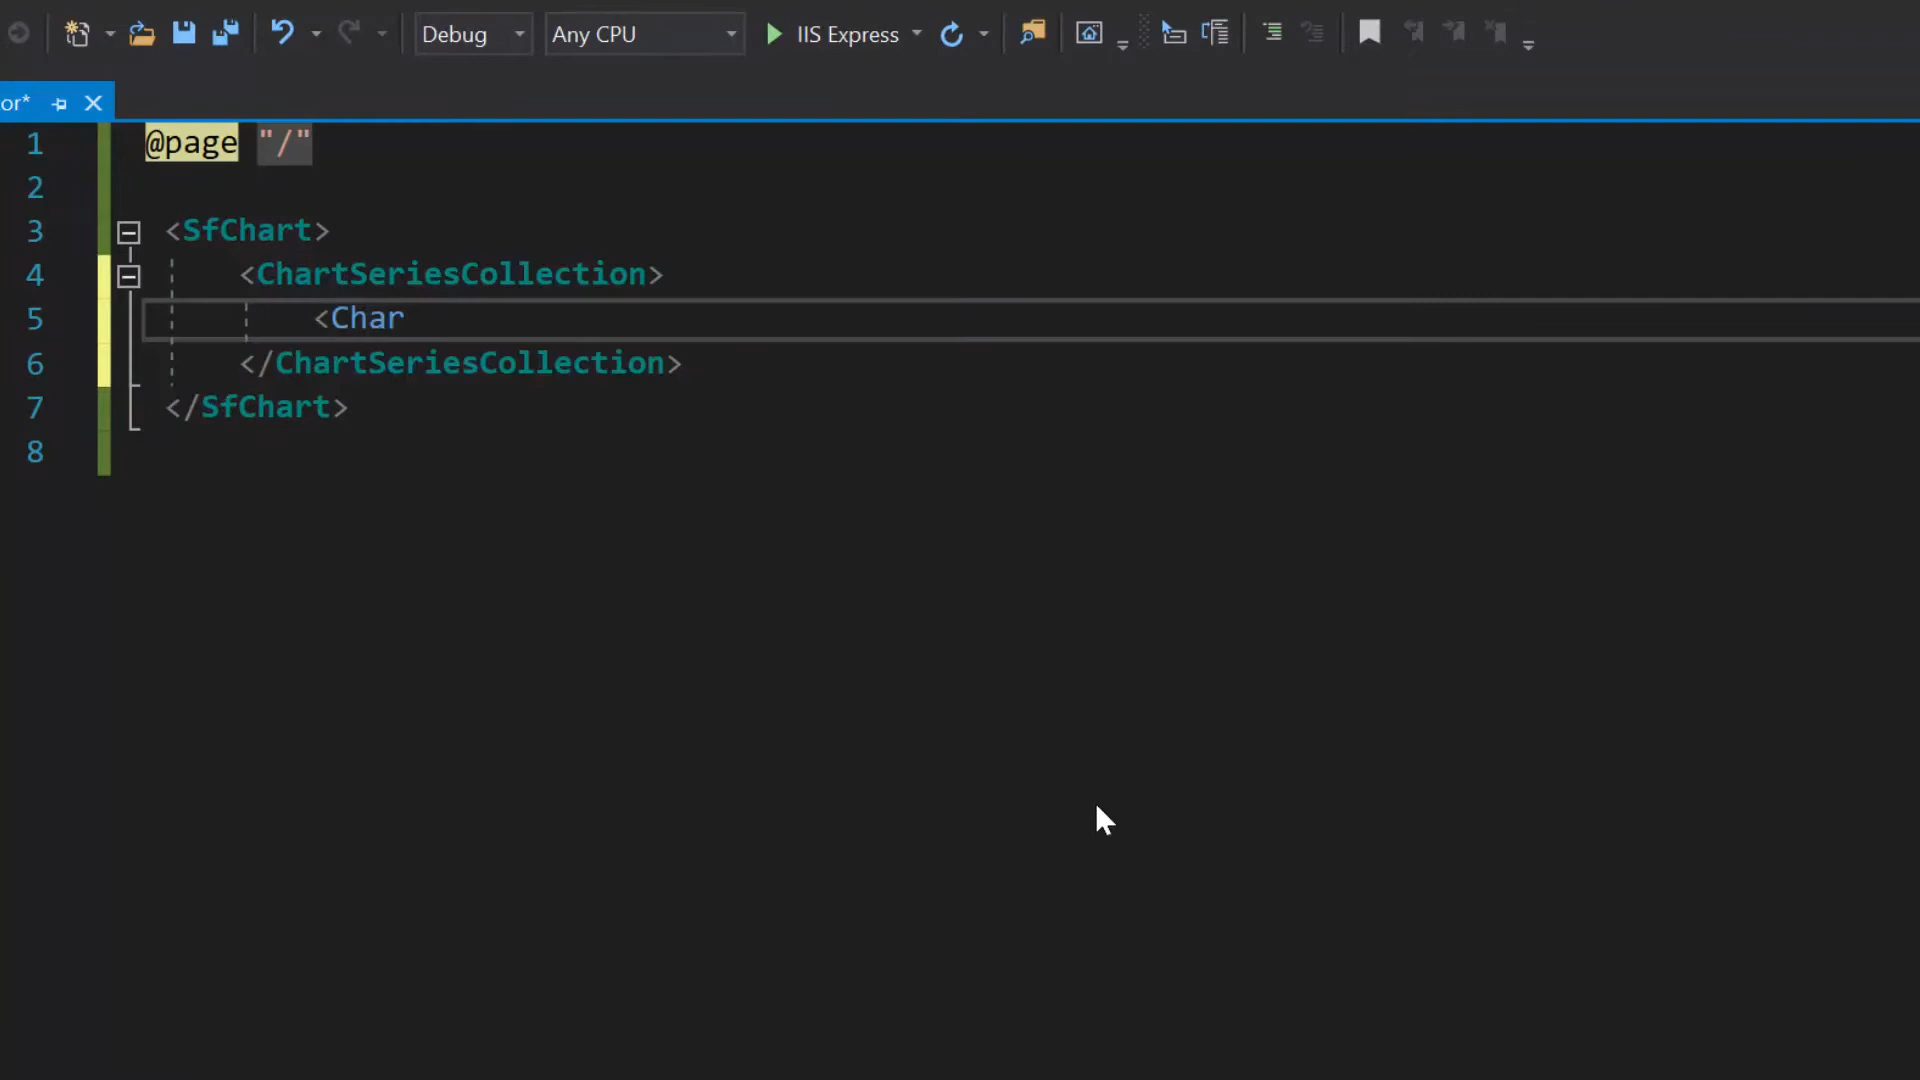 Debug Any CPU IIS Express
or*
1 @page "/"
2
3 <SfChart>
4 <ChartSeriesCollection>
5 <Char
6 </ChartSeriesCollection>
7 </SfChart>
8